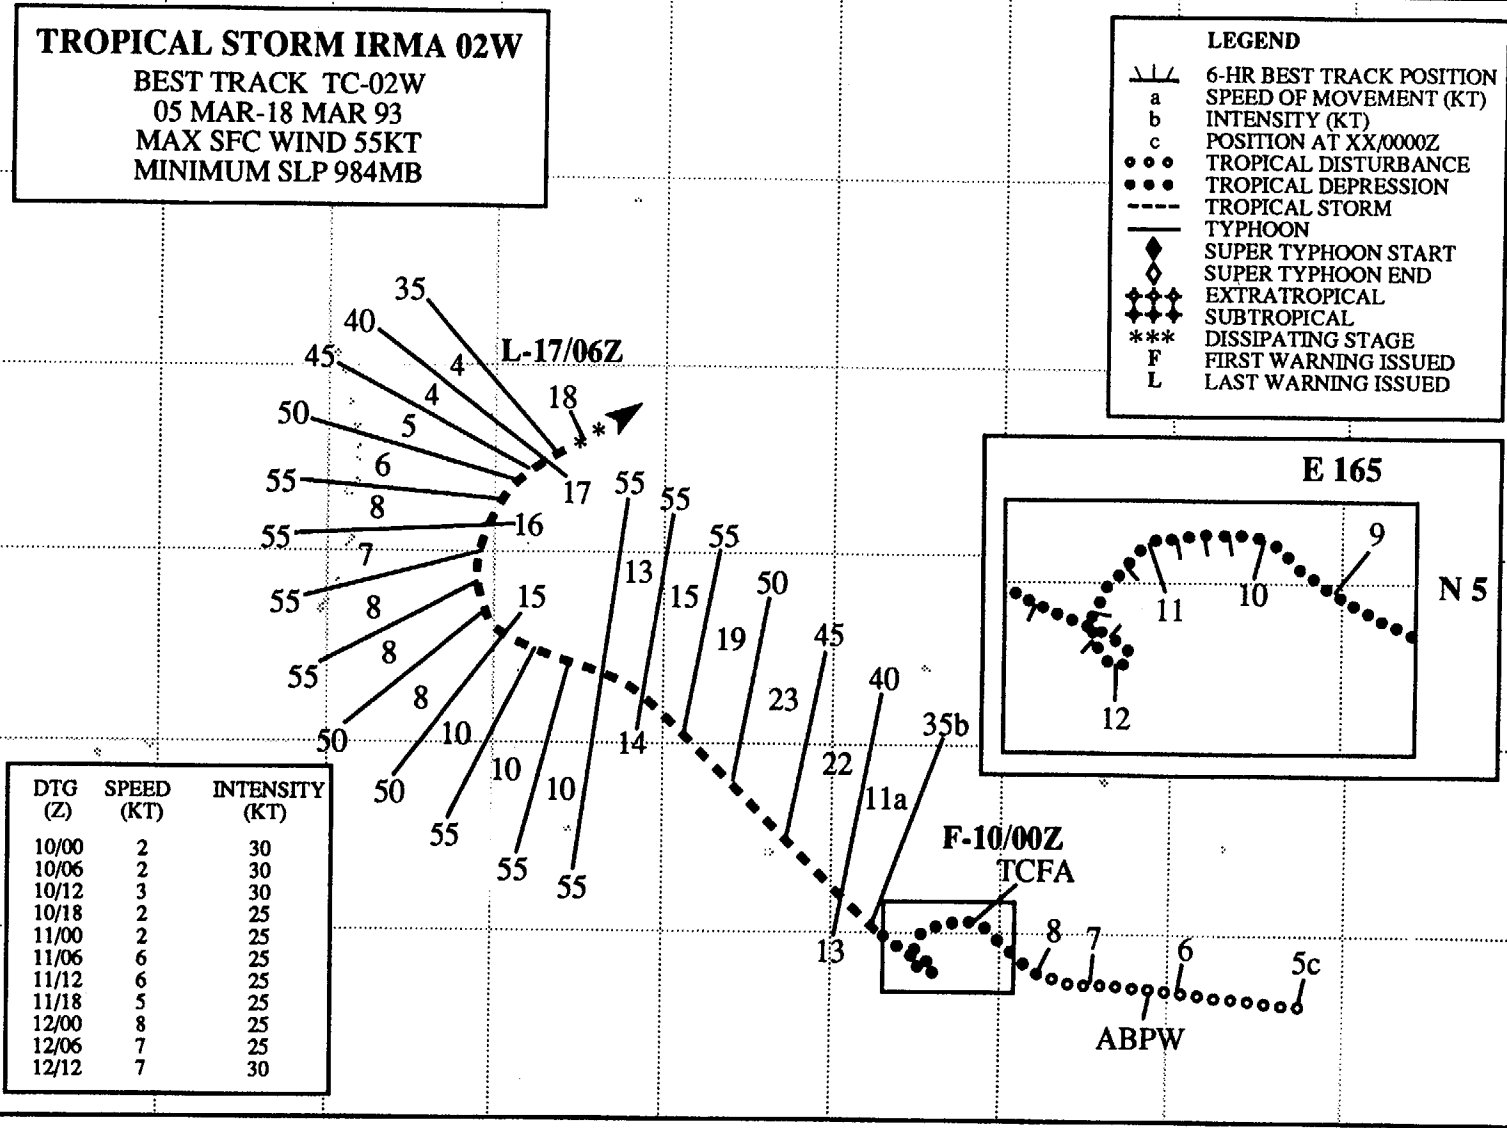 TROPICAL STORM IRMA 02W
BEST TRACK TC-02W
05 MAR-18 MAR 93
MAX SFC WIND 55KT
MINIMUM SLP 984MB
LEGEND
6-HR BEST TRACK POSITION
a SPEED OF MOVEMENT (KT)
b INTENSITY (KT)
c POSITION AT XX/0000Z
TROPICAL DISTURBANCE
TROPICAL DEPRESSION
TROPICAL STORM
TYPHOON
SUPER TYPHOON START
SUPER TYPHOON END
EXTRATROPICAL
SUBTROPICAL
*** DISSIPATING STAGE
F FIRST WARNING ISSUED
L LAST WARNING ISSUED
35
40
45
4
L-17/06Z
4
18
50
5
6
55
8
17
55
55
16
55
7
13
55
15
50
55
8
15
19
45
8
55
23
40
8
50
10
14
35b
22
10
11a
50
10
55
55
55
F-10/00Z
TCFA
13
8
7
6
5c
ABPW
E 165
9
N 5
10
11
12
DTG SPEED INTENSITY
(Z) (KT) (KT)
10/00 2 30
10/06 2 30
10/12 3 30
10/18 2 25
11/00 2 25
11/06 6 25
11/12 6 25
11/18 5 25
12/00 8 25
12/06 7 25
12/12 7 30